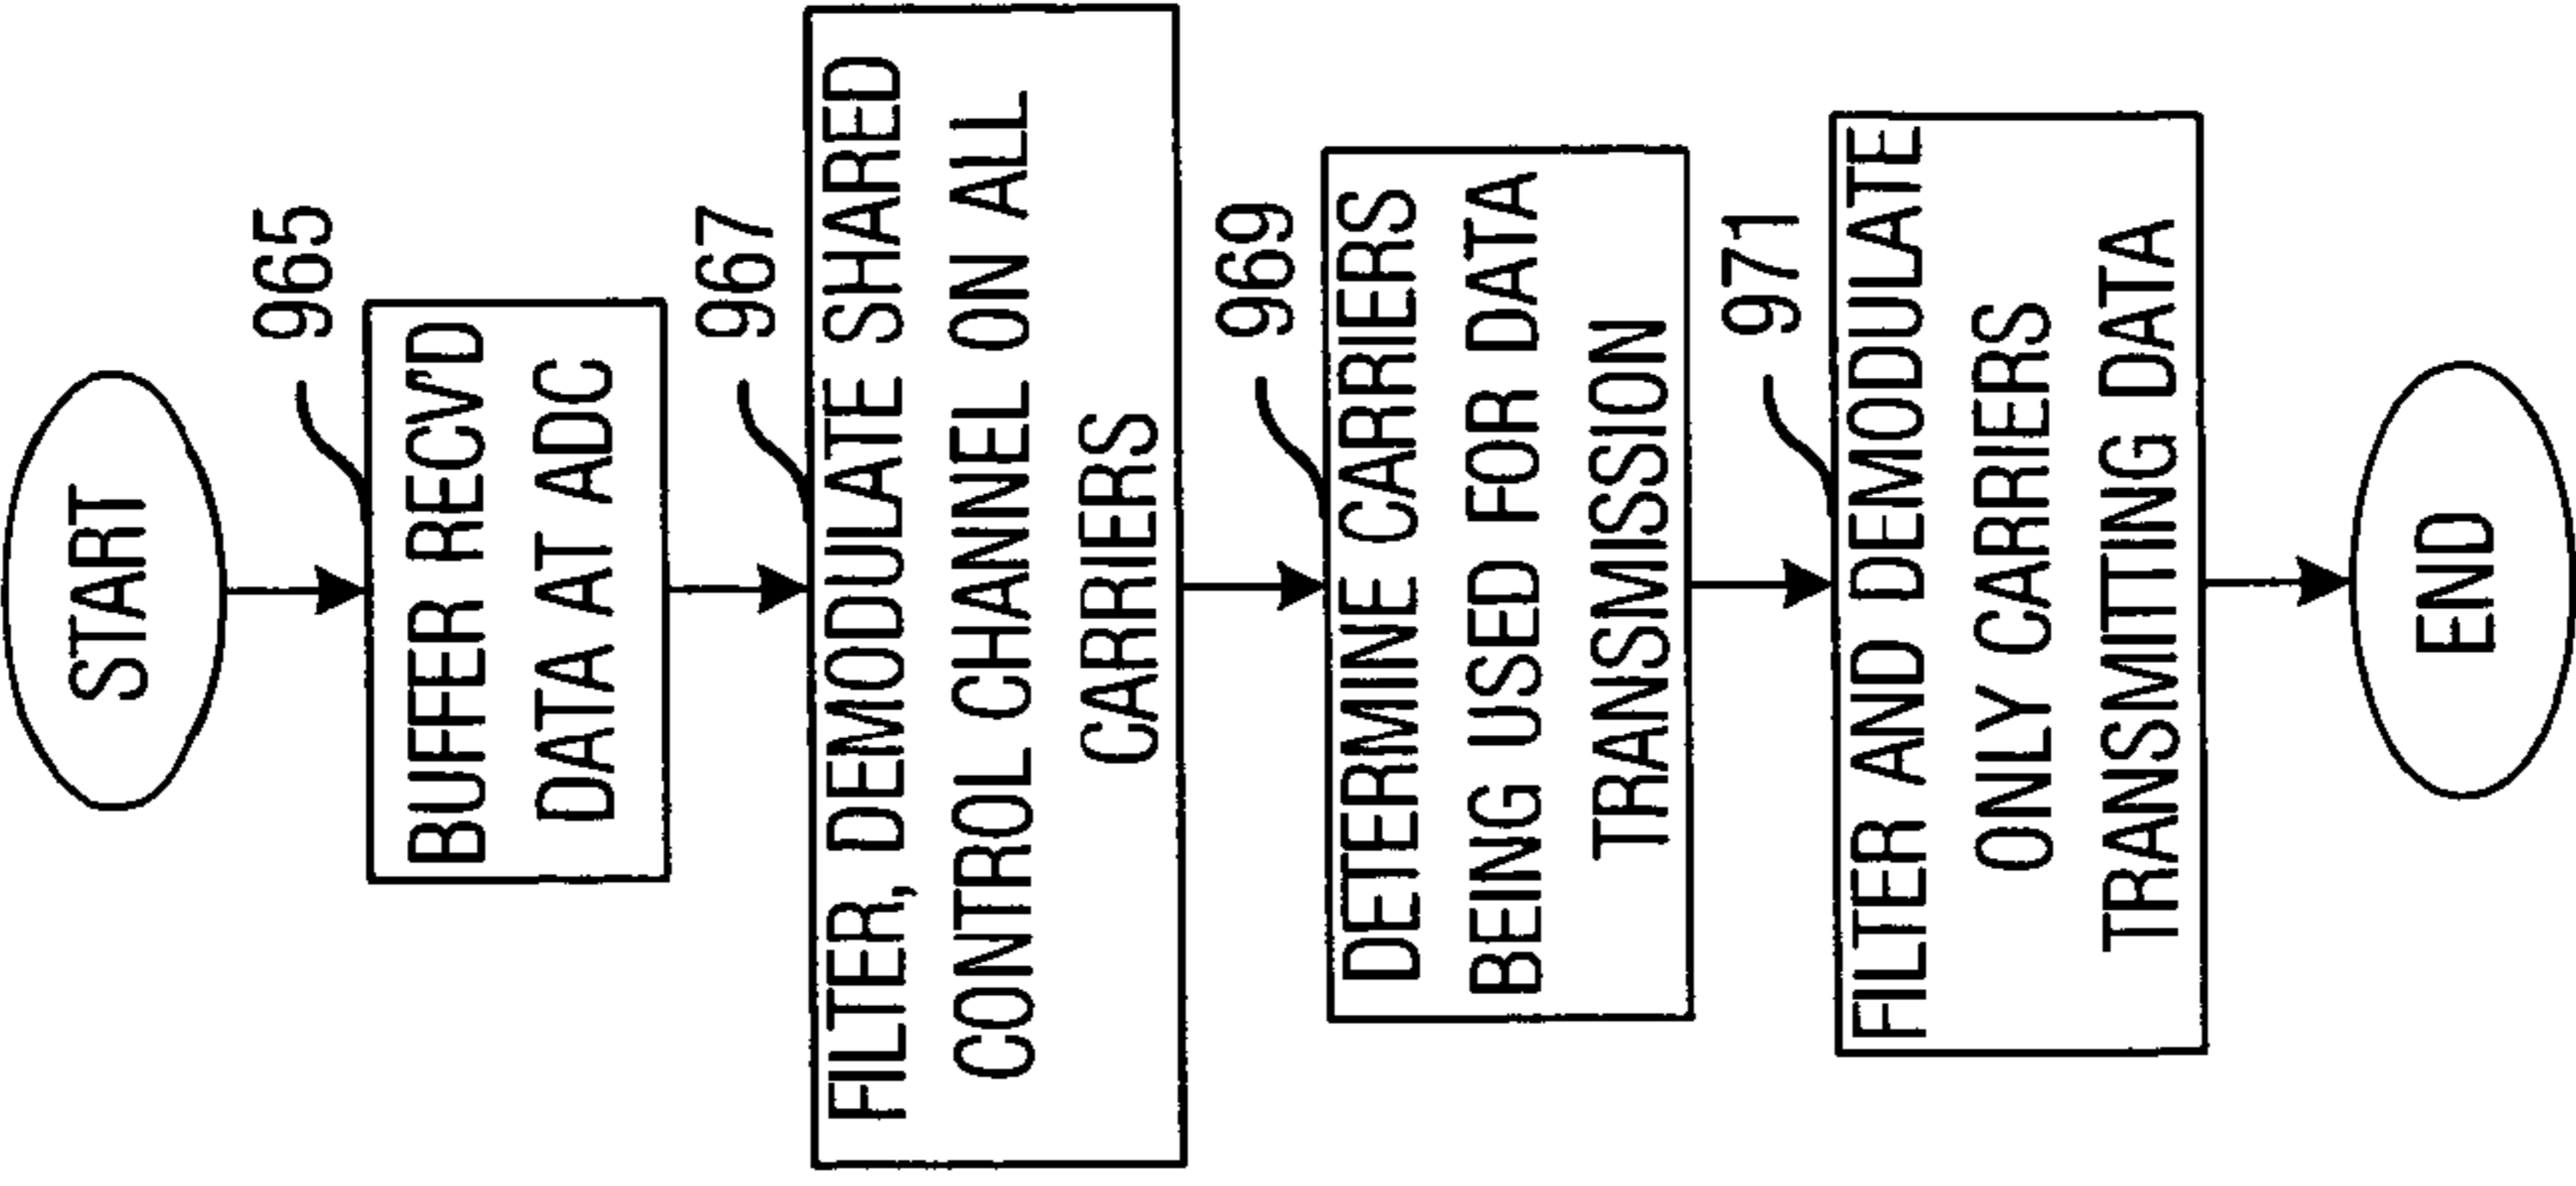 START
965
BUFFER RECV'D
DATA AT ADC
967
FILTER, DEMODULATE SHARED
CONTROL CHANNEL ON ALL
CARRIERS
969
DETERMINE CARRIERS
BEING USED FOR DATA
TRANSMISSION
971
FILTER AND DEMODULATE
ONLY CARRIERS
TRANSMITTING DATA
END